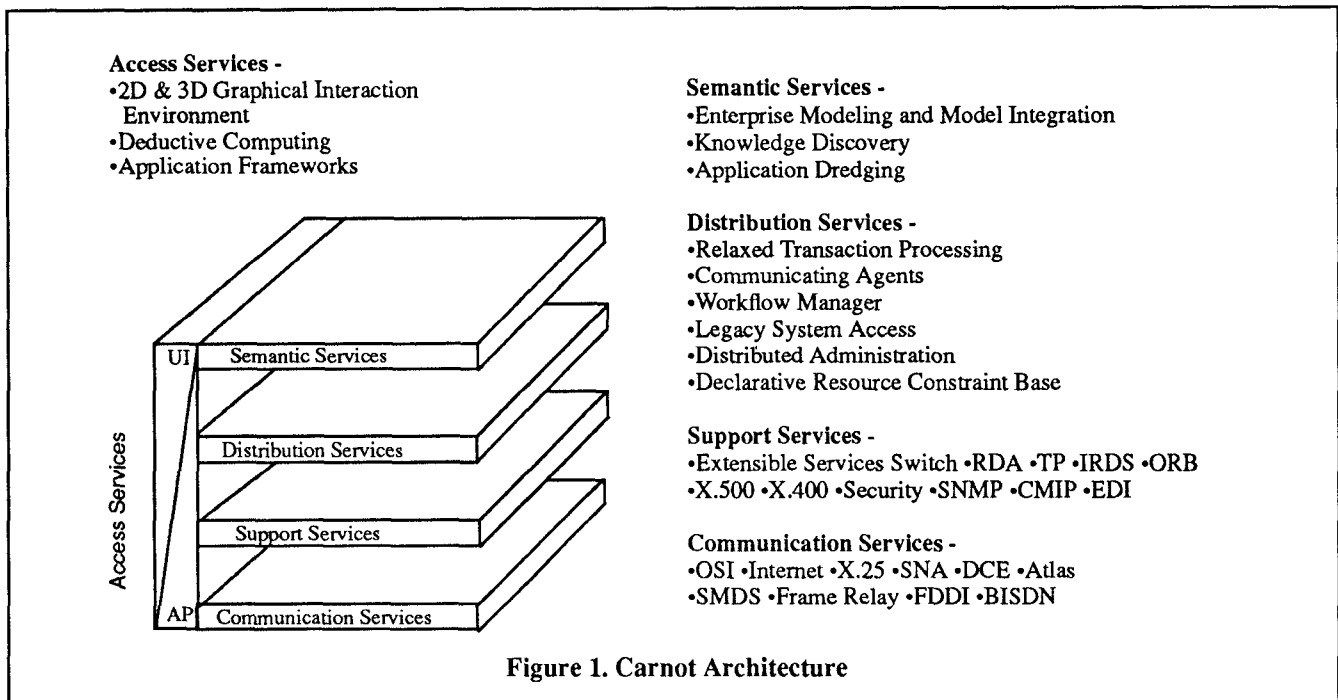 Access Services -
•2D & 3D Graphical Interaction
Environment
•Deductive Computing
•Application Frameworks
Semantic Services -
•Enterprise Modeling and Model Integration
•Knowledge Discovery
•Application Dredging
Distribution Services -
•Relaxed Transaction Processing
•Communicating Agents
•Workflow Manager
•Legacy System Access
•Distributed Administration
•Declarative Resource Constraint Base
Support Services -
•Extensible Services Switch •RDA •TP •IRDS •ORB
•X.500 •X.400 •Security •SNMP •CMIP •EDI
Communication Services -
•OSI •Internet •X.25 •SNA •DCE •Atlas
•SMDS •Frame Relay •FDDI •BISDN
UI
Semantic Services
Distribution Services
Support Services
AP
Communication Services
Access Services
Figure 1. Carnot Architecture